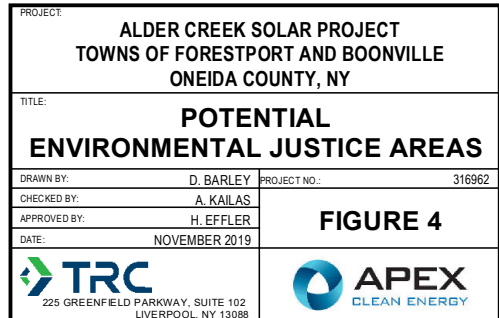 PROJECT:
ALDER CREEK SOLAR PROJECT
TOWNS OF FORESTPORT AND BOONVILLE
ONEIDA COUNTY, NY
TITLE:
POTENTIAL
ENVIRONMENTAL JUSTICE AREAS
DRAWN BY: D. BARLEY PROJECT NO.: 316962
CHECKED BY: A. KAILAS
APPROVED BY: H. EFFLER
FIGURE 4
DATE: NOVEMBER 2019
TRC
225 GREENFIELD PARKWAY, SUITE 102
LIVERPOOL, NY 13088
APEX
CLEAN ENERGY